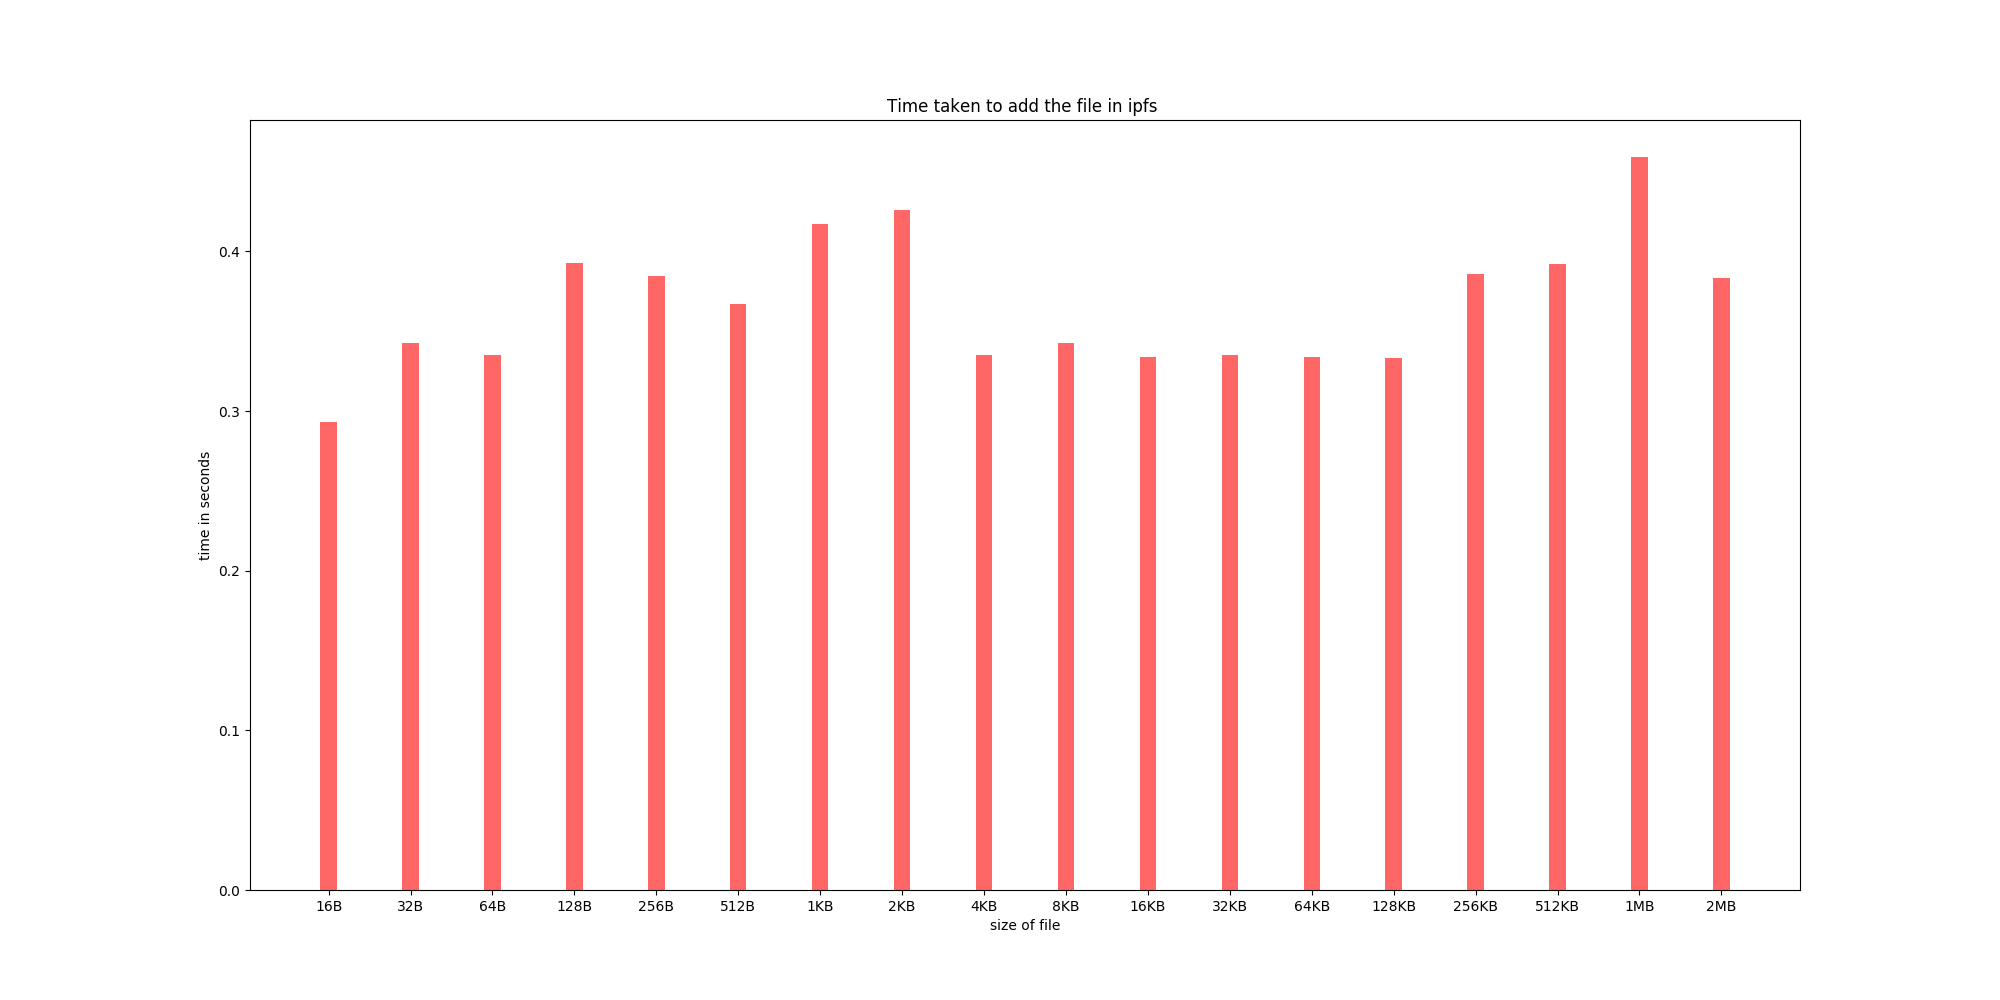 Time taken to add the file in ipfs
time in seconds
0.4
0.3
0.2
0.1
0.0
16B 32B 64B 128B 256B 512B 1KB 2KB 4KB 8KB 16KB 32KB 64KB 128KB 256KB 512KB 1MB 2MB
size of file